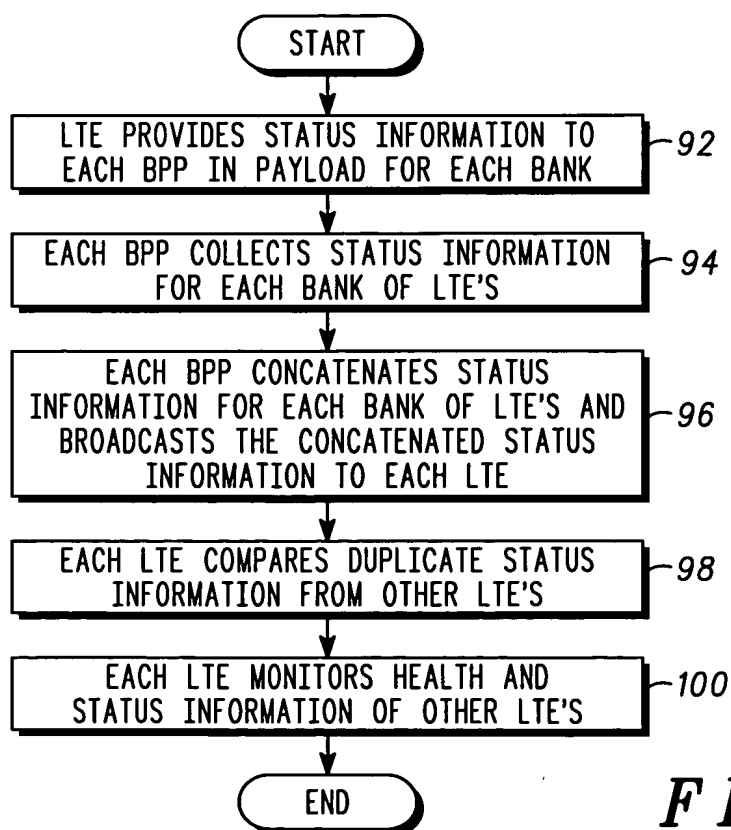 START
LTE PROVIDES STATUS INFORMATION TO
EACH BPP IN PAYLOAD FOR EACH BANK
92
EACH BPP COLLECTS STATUS INFORMATION
FOR EACH BANK OF LTE'S
94
EACH BPP CONCATENATES STATUS
INFORMATION FOR EACH BANK OF LTE'S AND
BROADCASTS THE CONCATENATED STATUS
INFORMATION TO EACH LTE
96
EACH LTE COMPARES DUPLICATE STATUS
INFORMATION FROM OTHER LTE'S
98
EACH LTE MONITORS HEALTH AND
STATUS INFORMATION OF OTHER LTE'S
100
END